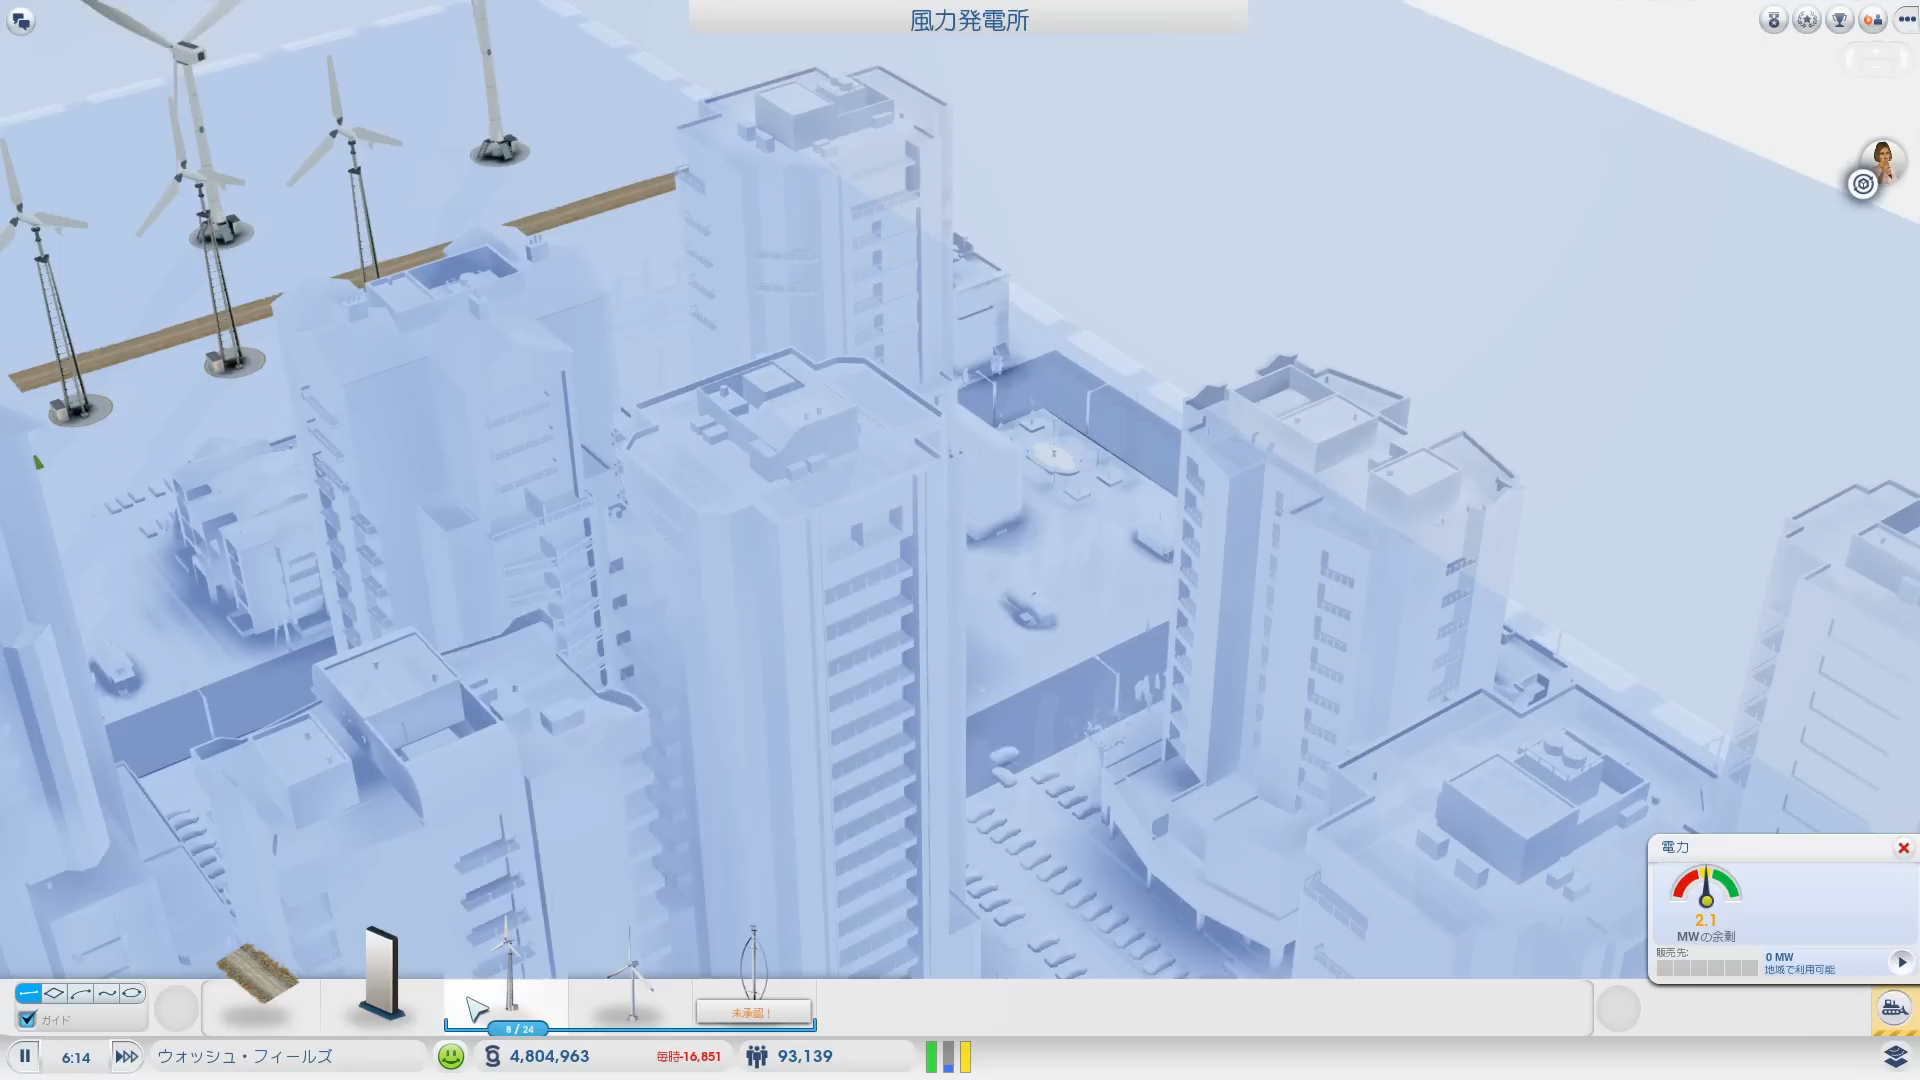 風力発電所
電力
2.1
MWの余剰
販売先:
0 MW
地域で利用可能
未承認！
ガイド
8 / 24
6:14
ウォッシュ・フィールズ
4,804,963
毎時-16,851
93,139